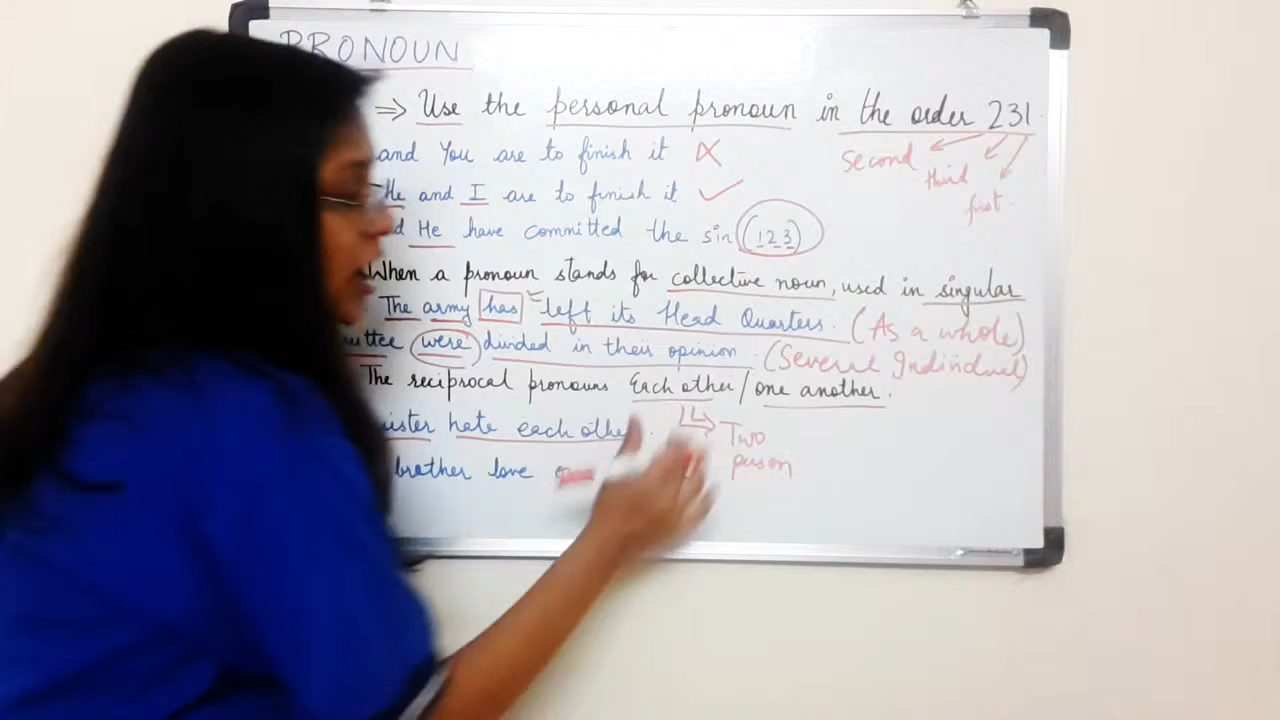 PRONOUN
⇒ Use the personal pronoun in the order 231
and You are to finish it ✗
Second
third
first
He and I are to finish it ✓
He have committed the sin (123)
When a pronoun stands for collective noun, used in singular
The army has left its Head Quarters. (As a whole)
were divided in their opinion. (Several Indiidual)
The reciprocal pronouns Each other/one another.
hate each othe
Two
person
brother love